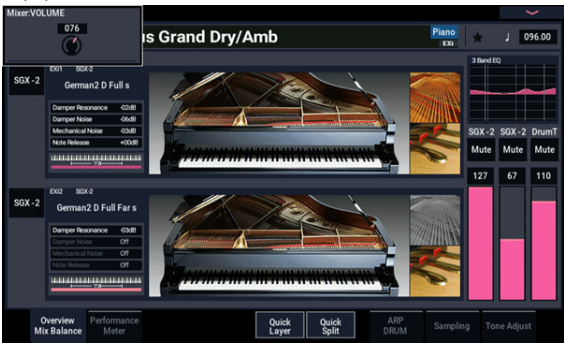 Mixer:VOLUME
076
us Grand Dry/Amb
Piano
EXi
♩ 096.00
3 Band EQ
EXi1 SGX-2
SGX-2
German2 D Full s
Damper Resonance -02dB
Damper Noise -06dB
Mechanical Noise -03dB
Note Release +00dB
73
SGX-2 SGX-2 DrumT
Mute Mute Mute
127 67 110
EXi2 SGX-2
SGX-2
German2 D Full Far s
Damper Resonance -03dB
Damper Noise Off
Mechanical Noise Off
Note Release Off
73
Overview
Mix Balance
Performance
Meter
Quick
Layer
Quick
Split
ARP
DRUM
Sampling
Tone Adjust